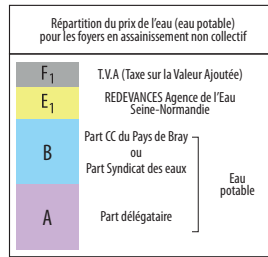 Répartition du prix de l'eau (eau potable)
pour les foyers en assainissement non collectif
F1
T.V.A (Taxe sur la Valeur Ajoutée)
E1
REDEVANCES Agence de l'Eau
Seine-Normandie
B
Part CC du Pays de Bray
ou
Part Syndicat des eaux
Eau
potable
A
Part délégataire